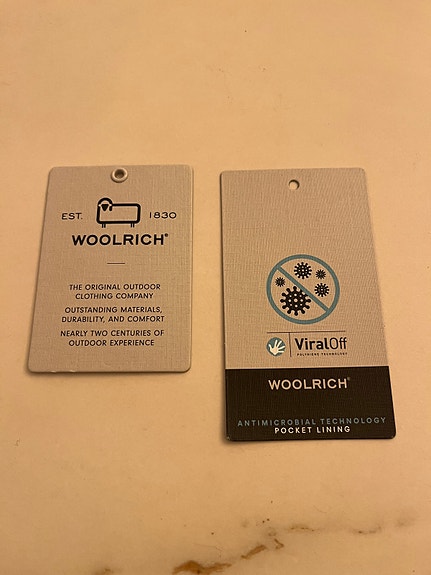 EST. 1830
WOOLRICH®
THE ORIGINAL OUTDOOR
CLOTHING COMPANY
OUTSTANDING MATERIALS,
DURABILITY, AND COMFORT
NEARLY TWO CENTURIES OF
OUTDOOR EXPERIENCE
ViralOff
POLYGIENE TECHNOLOGY
WOOLRICH®
ANTIMICROBIAL TECHNOLOGY
POCKET LINING